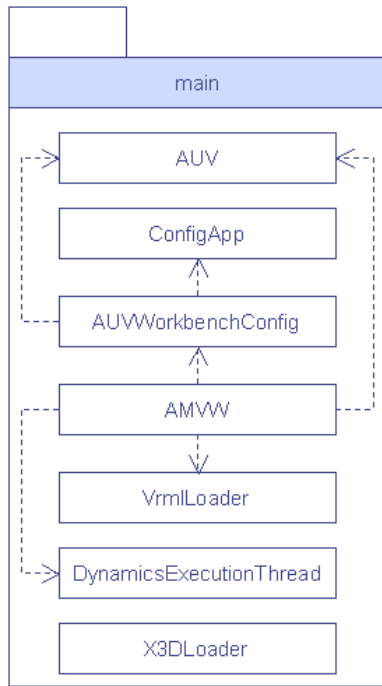 main
AUV
ConfigApp
AUVWorkbenchConfig
AMVW
VrmlLoader
DynamicsExecutionThread
X3DLoader